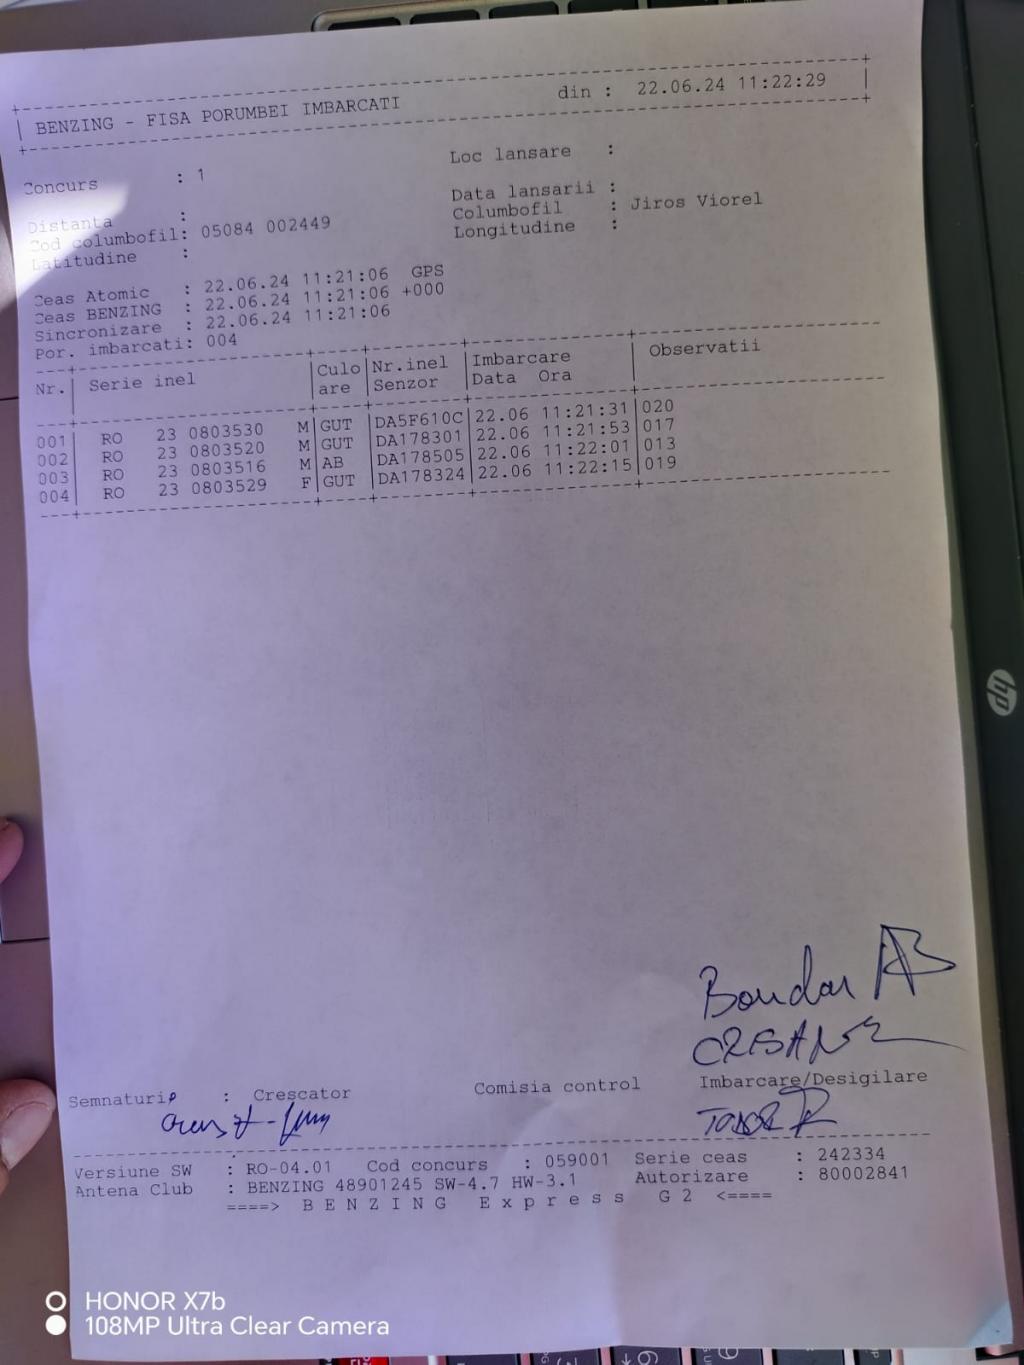 BENZING - FISA PORUMBEI IMBARCATI din : 22.06.24 11:22:29
Concurs : 1 Loc lansare :
Distanta : Data lansarii :
Cod columbofil: 05084 002449 Columbofil : Jiros Viorel
Latitudine : Longitudine :
Ceas Atomic : 22.06.24 11:21:06 GPS
Ceas BENZING : 22.06.24 11:21:06 +000
Sincronizare : 22.06.24 11:21:06
Por. imbarcati: 004
Nr. Serie inel Culo Nr.inel Imbarcare Observatii
are Senzor Data Ora
001 RO 23 0803530 M GUT DA5F610C 22.06 11:21:31 020
002 RO 23 0803520 M GUT DA178301 22.06 11:21:53 017
003 RO 23 0803516 M AB DA178505 22.06 11:22:01 013
004 RO 23 0803529 F GUT DA178324 22.06 11:22:15 019
Semnaturi : Crescator Comisia control Imbarcare/Desigilare
Versiune SW : RO-04.01 Cod concurs : 059001 Serie ceas : 242334
Antena Club : BENZING 48901245 SW-4.7 HW-3.1 Autorizare : 80002841
====> B E N Z I N G E x p r e s s G 2 <====
hp
HONOR X7b
108MP Ultra Clear Camera